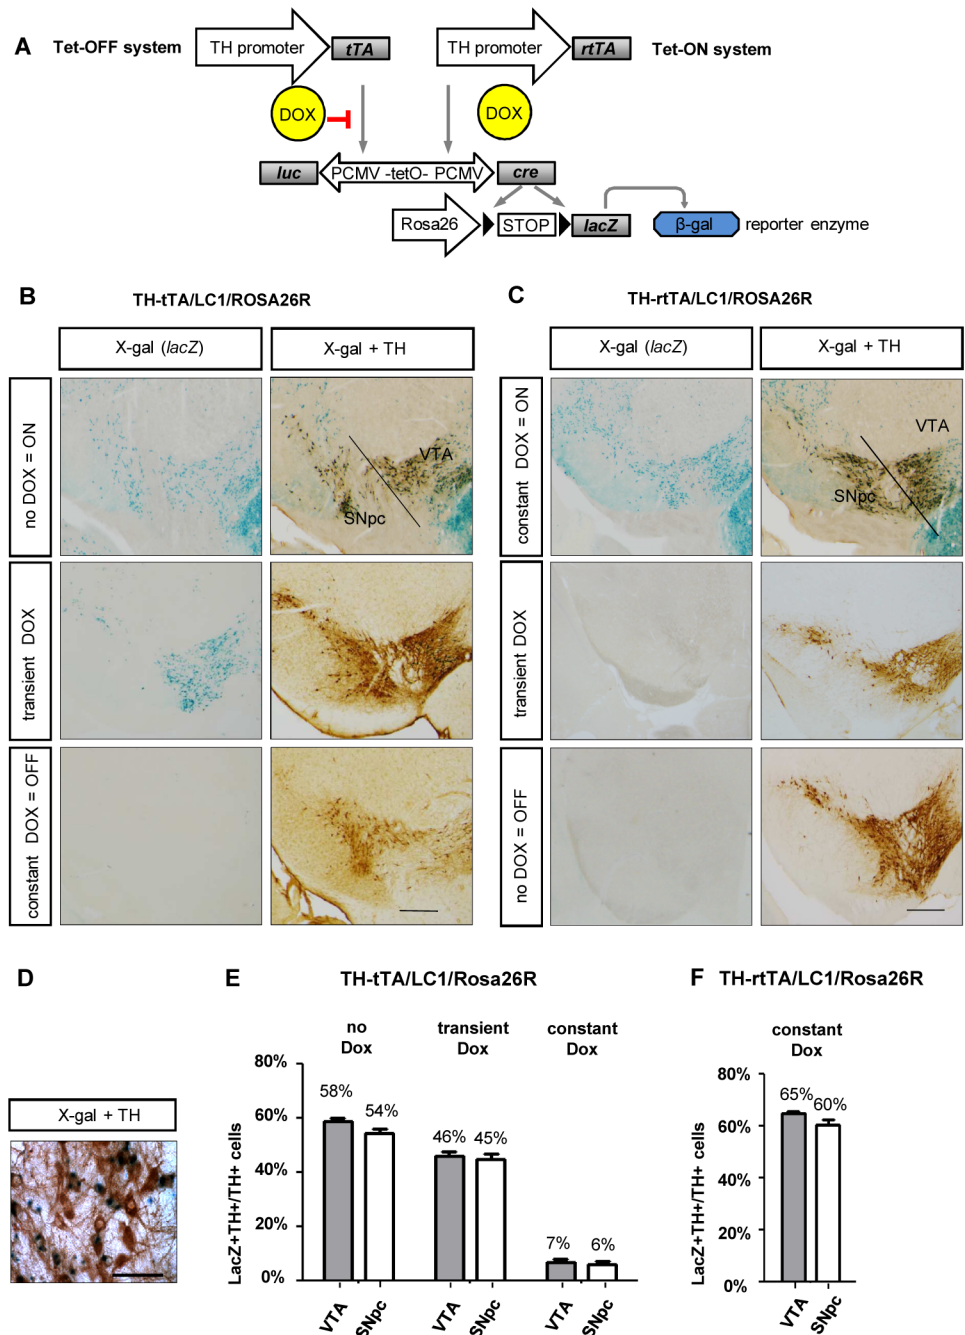 A
Tet-OFF system
TH promoter
tTA
TH promoter
rtTA
Tet-ON system
DOX
DOX
luc
PCMV -tetO- PCMV
cre
Rosa26
STOP
lacZ
β-gal
reporter enzyme
B
TH-tTA/LC1/ROSA26R
X-gal (lacZ)
X-gal + TH
no DOX = ON
VTA
SNpc
transient DOX
constant DOX = OFF
C
TH-rtTA/LC1/ROSA26R
X-gal (lacZ)
X-gal + TH
constant DOX = ON
VTA
SNpc
transient DOX
no DOX = OFF
D
X-gal + TH
E
TH-tTA/LC1/Rosa26R
no Dox
transient Dox
constant Dox
LacZ+TH+/TH+ cells
80%
60%
40%
20%
0%
58%
54%
46%
45%
7%
6%
VTA
SNpc
VTA
SNpc
VTA
SNpc
F
TH-rtTA/LC1/Rosa26R
constant Dox
LacZ+TH+/TH+ cells
80%
60%
40%
20%
0%
65%
60%
VTA
SNpc